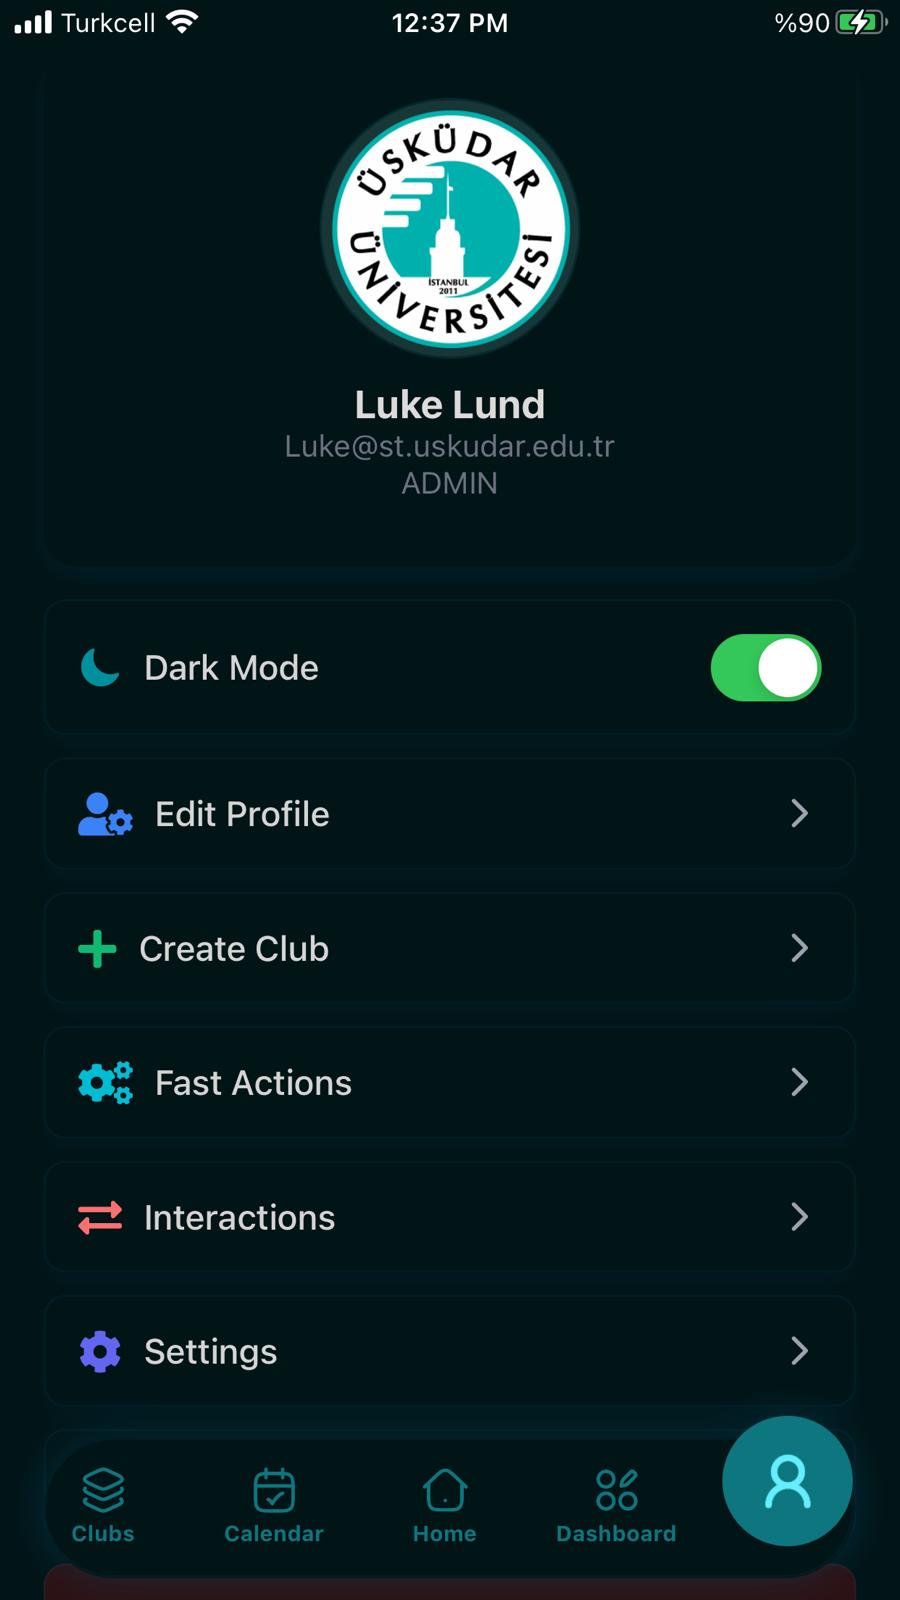 Turkcell 12:37 PM %90
ÜSKÜDAR
ÜNİVERSİTESİ
İSTANBUL
2011
Luke Lund
Luke@st.uskudar.edu.tr
ADMIN
Dark Mode
Edit Profile
Create Club
Fast Actions
Interactions
Settings
Clubs Calendar Home Dashboard